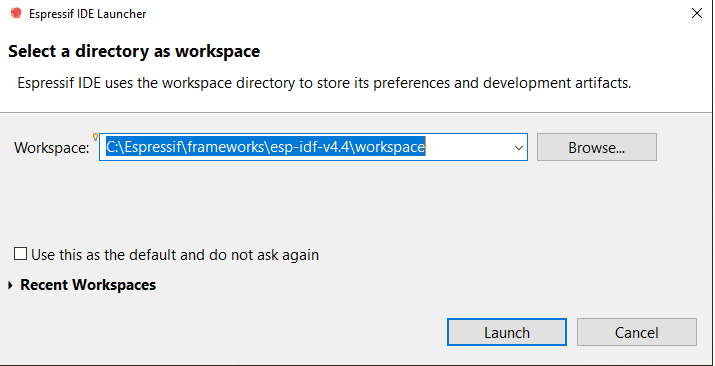 Espressif IDE Launcher
Select a directory as workspace
Espressif IDE uses the workspace directory to store its preferences and development artifacts.
Workspace: C:\Espressif\frameworks\esp-idf-v4.4\workspace Browse...
Use this as the default and do not ask again
Recent Workspaces
Launch Cancel